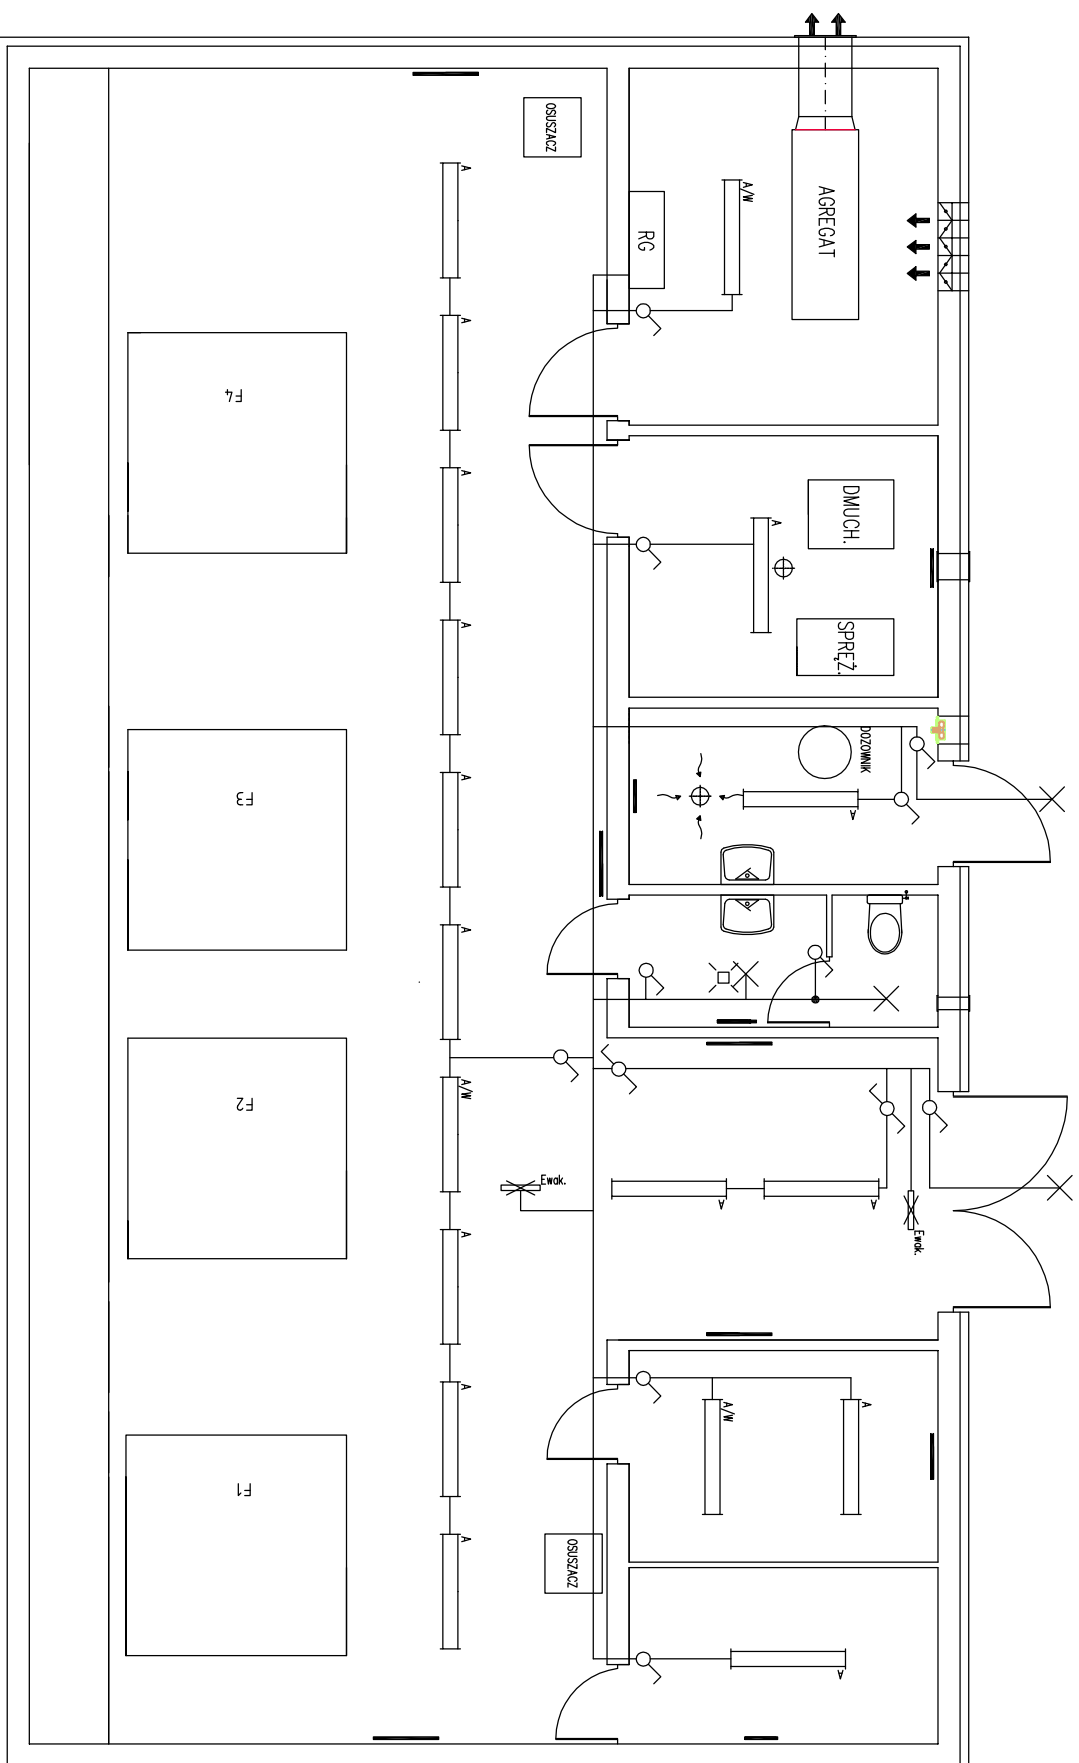 OSUSZACZ
A
A/W
AGREGAT
RG
A
F4
A
DMUCH.
A
A
SPRĘŻ.
F3
DOZOWNIK
A
A
A
F2
A/W
Ewak.
A
A
Ewak.
A
A
A/W
A
F1
A
OSUSZACZ
A